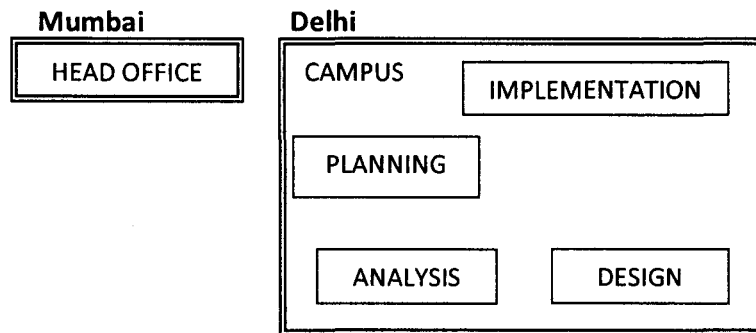 Mumbai
HEAD OFFICE
Delhi
CAMPUS
IMPLEMENTATION
PLANNING
ANALYSIS
DESIGN